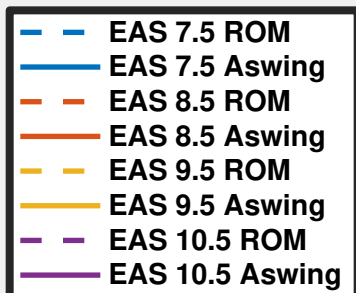 EAS 7.5 ROM
EAS 7.5 Aswing
EAS 8.5 ROM
EAS 8.5 Aswing
EAS 9.5 ROM
EAS 9.5 Aswing
EAS 10.5 ROM
EAS 10.5 Aswing